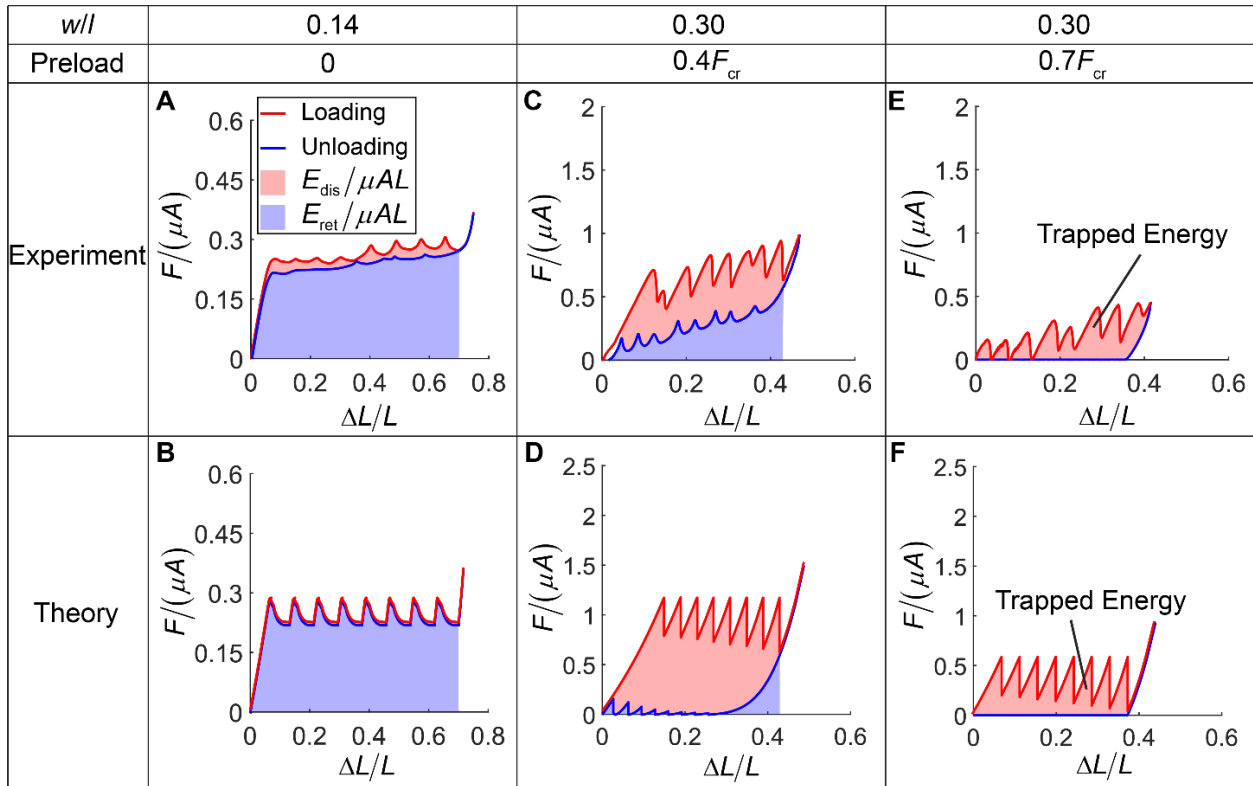 w/l 0.14 0.30 0.30
Preload 0 0.4F_cr 0.7F_cr
Experiment
A
Loading
Unloading
E_dis/μAL
E_ret/μAL
0.6
0.45
0.3
0.15
0
F/(μA)
0 0.2 0.4 0.6 0.8
ΔL/L
C
2
1.5
1
0.5
0
F/(μA)
0 0.2 0.4 0.6
ΔL/L
E
Trapped Energy
2
1.5
1
0.5
0
F/(μA)
0 0.2 0.4 0.6
ΔL/L
Theory
B
0.6
0.45
0.3
0.15
0
F/(μA)
0 0.2 0.4 0.6 0.8
ΔL/L
D
2.5
2
1.5
1
0.5
0
F/(μA)
0 0.2 0.4 0.6
ΔL/L
F
Trapped Energy
2.5
2
1.5
1
0.5
0
F/(μA)
0 0.2 0.4 0.6
ΔL/L